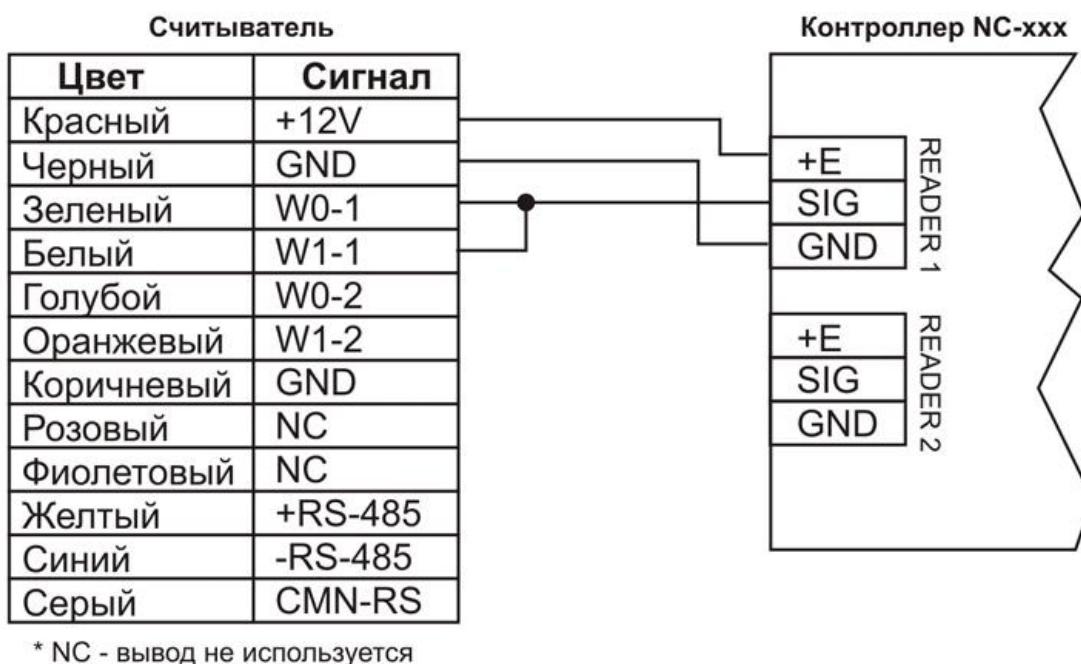 Считыватель
Цвет Сигнал
Красный +12V
Черный GND
Зеленый W0-1
Белый W1-1
Голубой W0-2
Оранжевый W1-2
Коричневый GND
Розовый NC
Фиолетовый NC
Желтый +RS-485
Синий -RS-485
Серый CMN-RS
* NC - вывод не используется
Контроллер NC-xxx
+E
SIG
GND
READER 1
+E
SIG
GND
READER 2